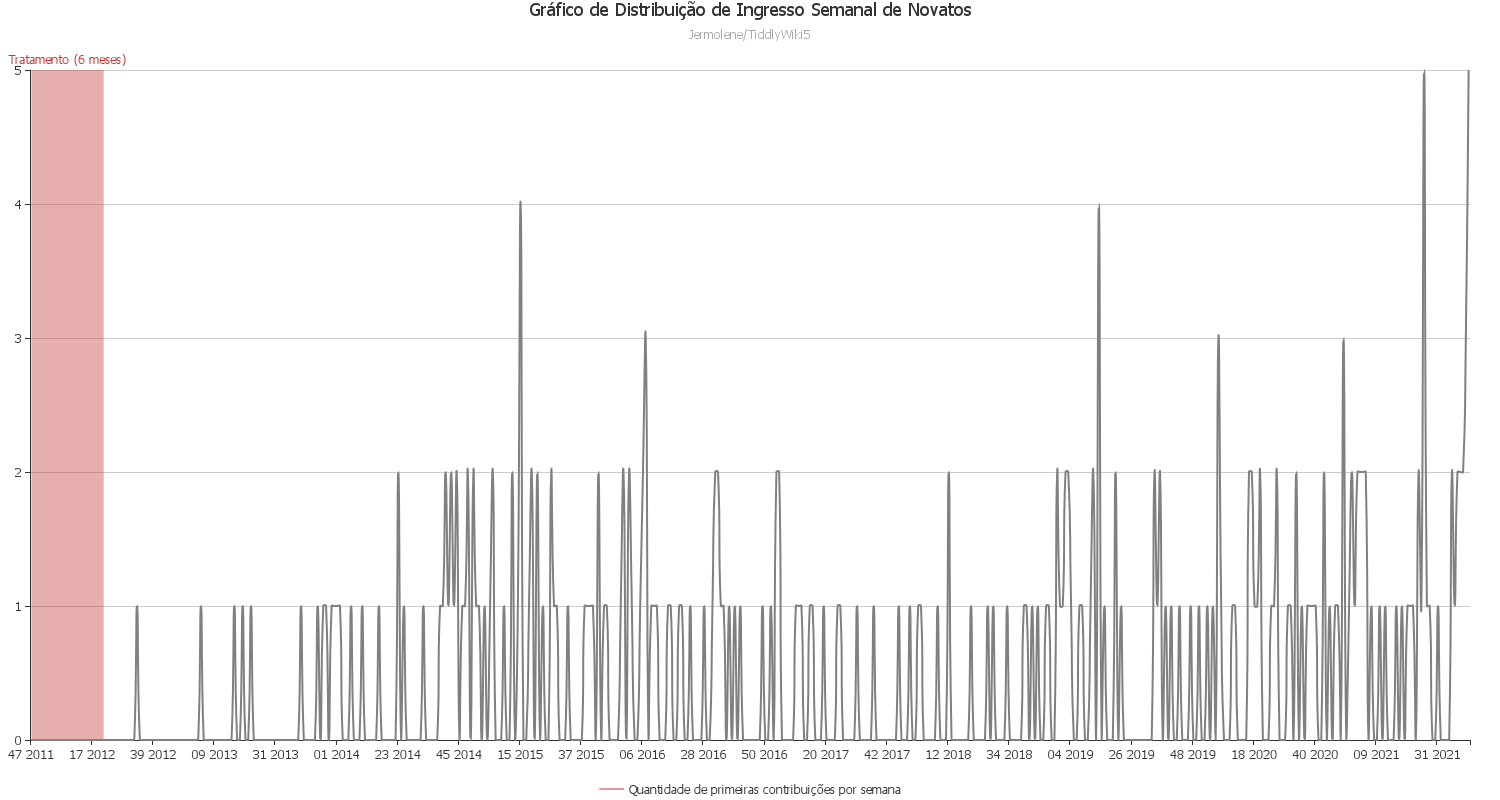 Gráfico de Distribuição de Ingresso Semanal de Novatos
Jermolene/TiddlyWiki5
Tratamento (6 meses)
5
4
3
2
1
0
47 2011 17 2012 39 2012 09 2013 31 2013 01 2014 23 2014 45 2014 15 2015 37 2015 06 2016 28 2016 50 2016 20 2017 42 2017 12 2018 34 2018 04 2019 26 2019 48 2019 18 2020 40 2020 09 2021 31 2021
Quantidade de primeiras contribuições por semana